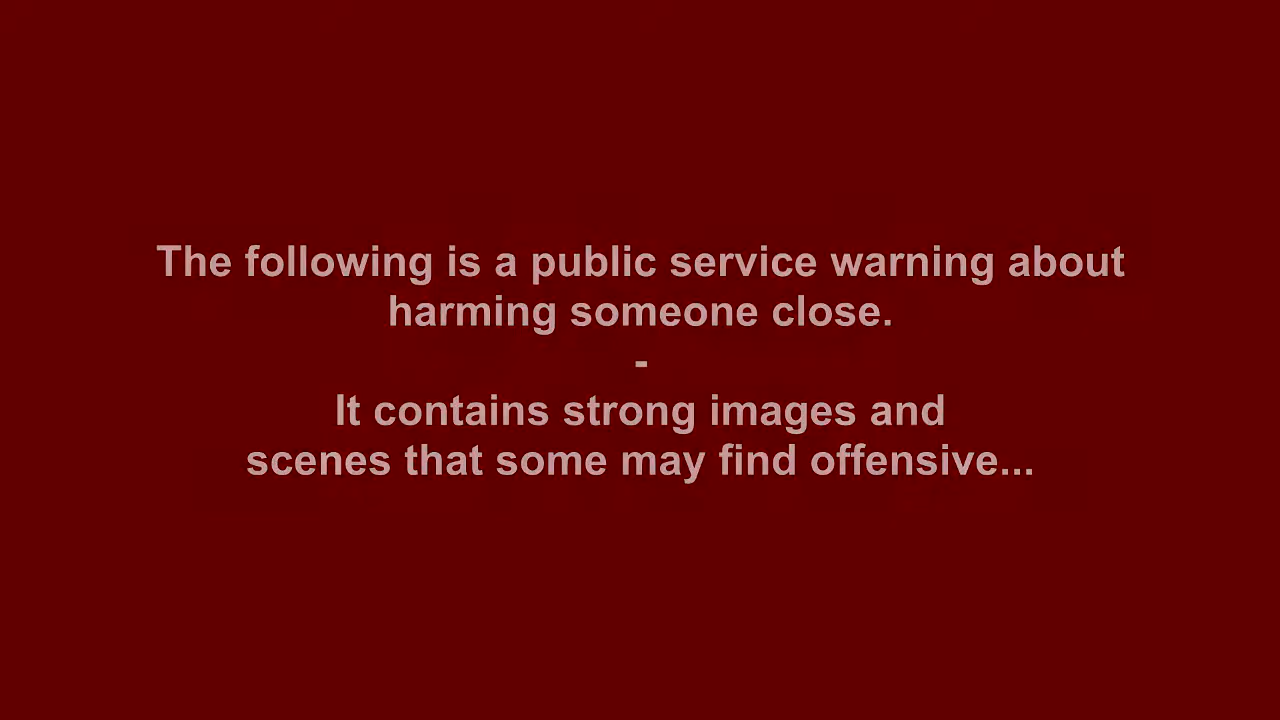 The following is a public service warning about
harming someone close.
-
It contains strong images and
scenes that some may find offensive...